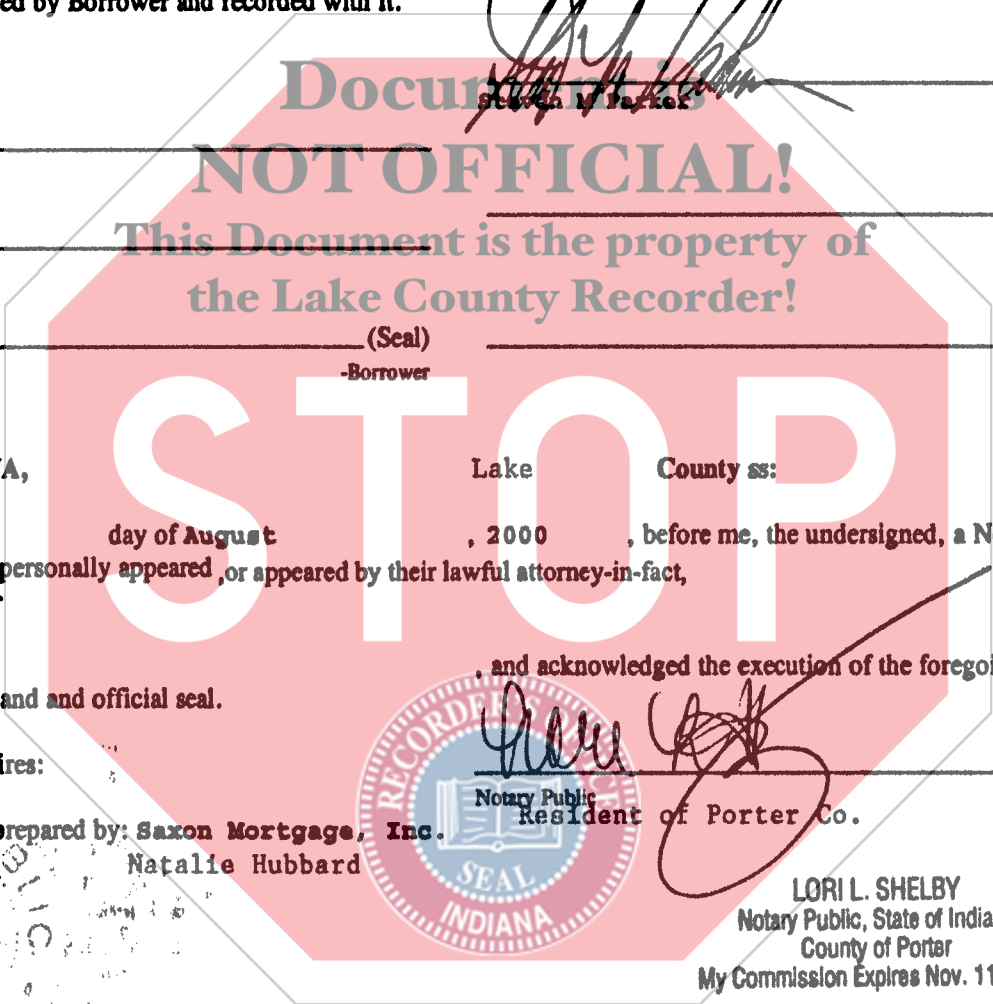 ed by Borrower and recorded with it.
Document is
Steven M Parker
NOT OFFICIAL!
This Document is the property of
the Lake County Recorder!
(Seal)
-Borrower
STOP
A, Lake County ss:
day of August , 2000 , before me, the undersigned, a N
personally appeared ,or appeared by their lawful attorney-in-fact,
, and acknowledged the execution of the foregoi
and and official seal.
ires:
Notary Public
Resident of Porter Co.
prepared by: Saxon Mortgage, Inc.
Natalie Hubbard
RECORDER'S OFFICE
SEAL
INDIANA
LORI L. SHELBY
Notary Public, State of India
County of Porter
My Commission Expires Nov. 11